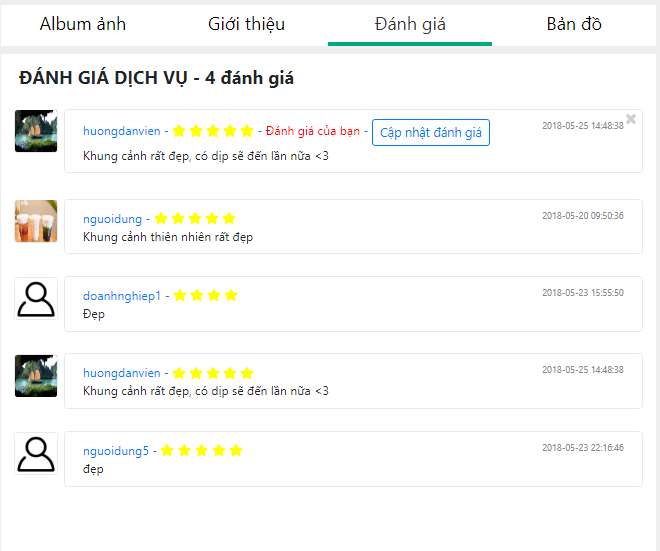 Album ảnh Giới thiệu Đánh giá Bản đồ
ĐÁNH GIÁ DỊCH VỤ - 4 đánh giá
huongdanvien - - Đánh giá của bạn - Cập nhật đánh giá 2018-05-25 14:48:38
Khung cảnh rất đẹp, có dịp sẽ đến lần nữa <3
nguoidung - 2018-05-20 09:50:36
Khung cảnh thiên nhiên rất đẹp
doanhnghiep1 - 2018-05-23 15:55:50
Đẹp
huongdanvien - 2018-05-25 14:48:38
Khung cảnh rất đẹp, có dịp sẽ đến lần nữa <3
nguoidung5 - 2018-05-23 22:16:46
đẹp